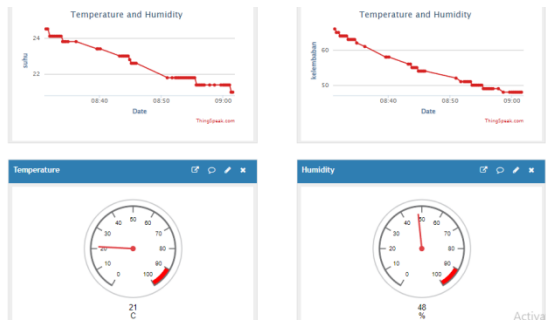 Temperature and Humidity
24
22
suhu
08:40
08:50
09:00
Date
ThingSpeak.com
Temperature and Humidity
60
50
kelembaban
08:40
08:50
09:00
Date
ThingSpeak.com
Temperature
0
10
20
30
40
50
60
70
80
90
100
21
C
Humidity
0
10
20
30
40
50
60
70
80
90
100
48
%
Activa